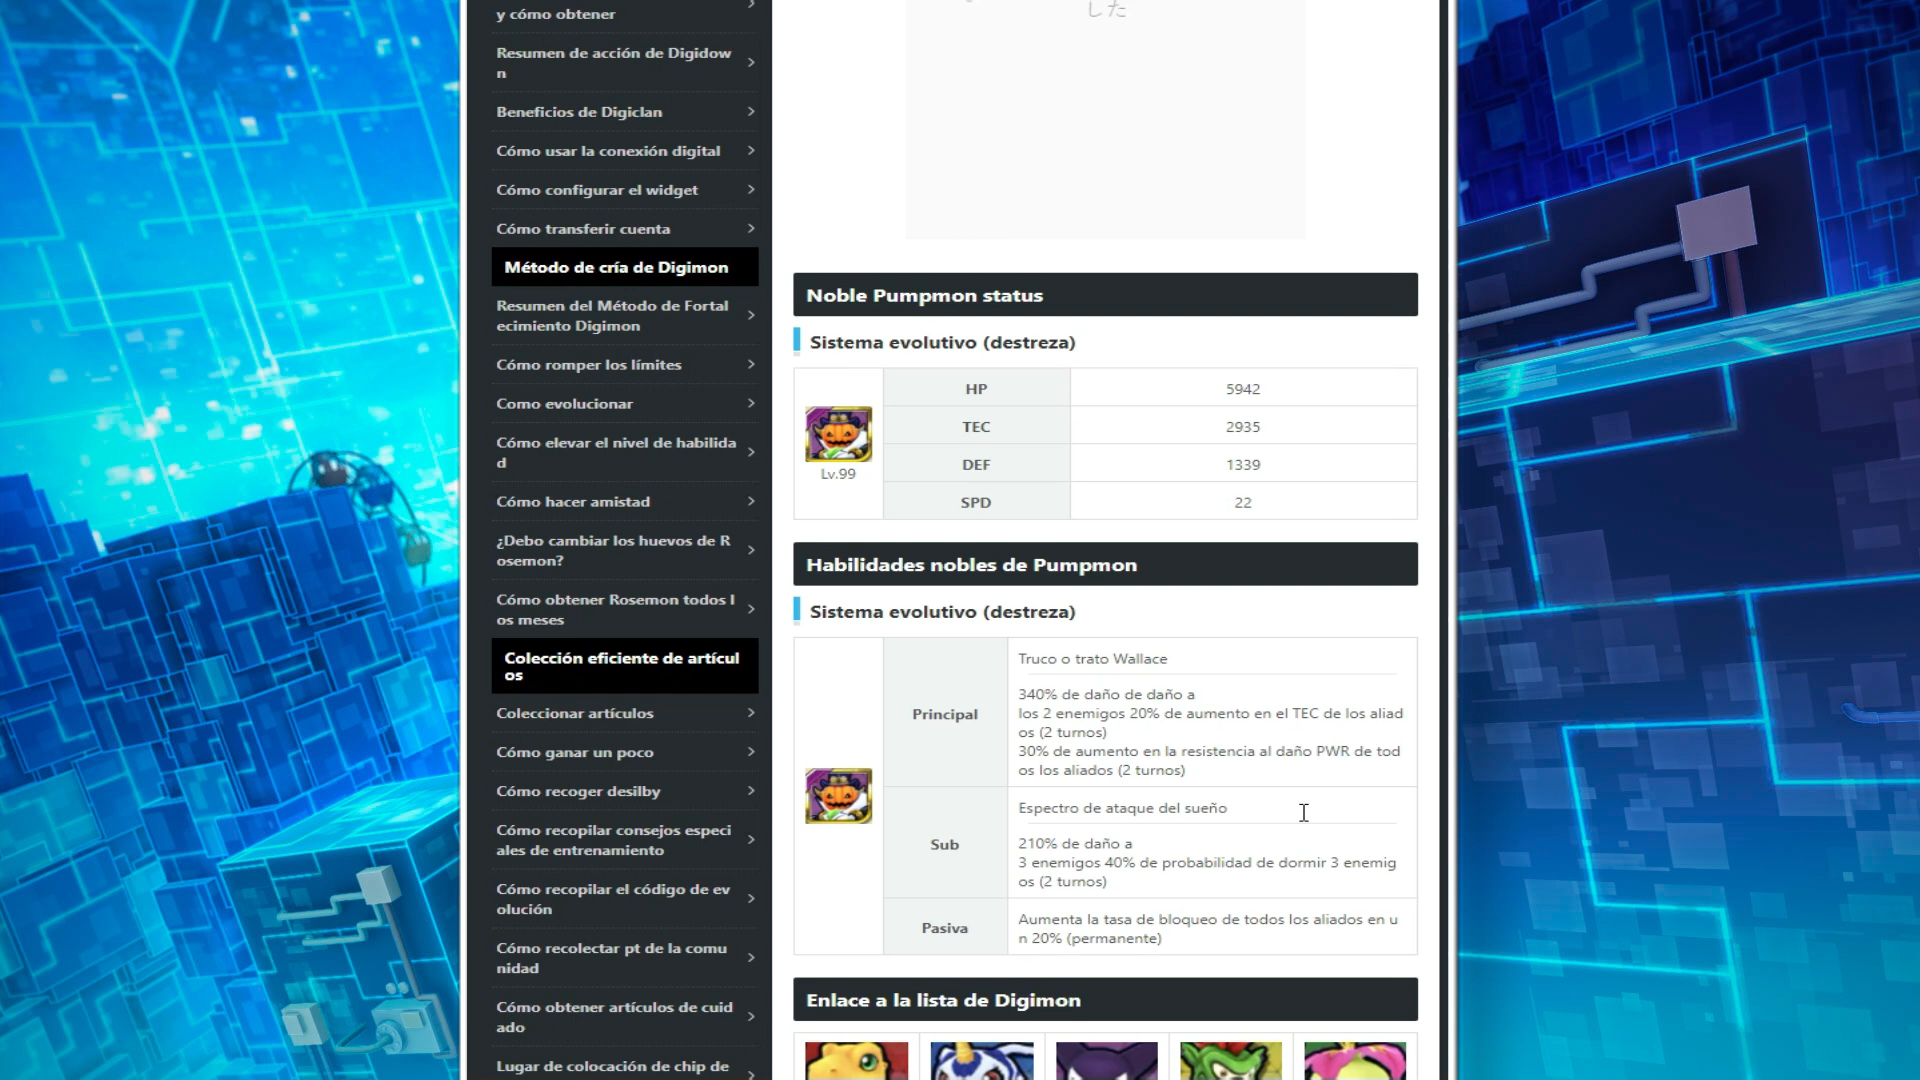 y cómo obtener
Resumen de acción de Digidow
n
Beneficios de Digiclan
Cómo usar la conexión digital
Cómo configurar el widget
Cómo transferir cuenta
Método de cría de Digimon
Resumen del Método de Fortal
ecimiento Digimon
Cómo romper los límites
Como evolucionar
Cómo elevar el nivel de habilida
d
Cómo hacer amistad
¿Debo cambiar los huevos de R
osemon?
Cómo obtener Rosemon todos l
os meses
Colección eficiente de artícul
os
Coleccionar artículos
Cómo ganar un poco
Cómo recoger desilby
Cómo recopilar consejos especi
ales de entrenamiento
Cómo recopilar el código de ev
olución
Cómo recolectar pt de la comu
nidad
Cómo obtener artículos de cuid
ado
Lugar de colocación de chip de
した
Noble Pumpmon status
Sistema evolutivo (destreza)
HP 5942
TEC 2935
DEF 1339
SPD 22
Lv.99
Habilidades nobles de Pumpmon
Sistema evolutivo (destreza)
Principal
Truco o trato Wallace
340% de daño de daño a
los 2 enemigos 20% de aumento en el TEC de los aliad
os (2 turnos)
30% de aumento en la resistencia al daño PWR de tod
os los aliados (2 turnos)
Sub
Espectro de ataque del sueño
210% de daño a
3 enemigos 40% de probabilidad de dormir 3 enemig
os (2 turnos)
Pasiva
Aumenta la tasa de bloqueo de todos los aliados en u
n 20% (permanente)
Enlace a la lista de Digimon